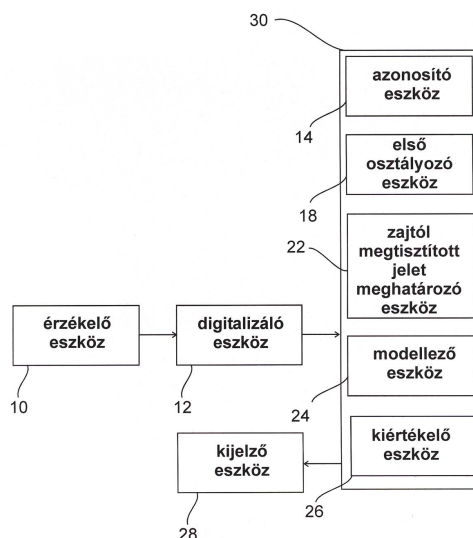 30
azonosító
eszköz
14
első
osztályozó
eszköz
18
zajtól
megtisztított
jelet
meghatározó
eszköz
22
érzékelő
eszköz
10
digitalizáló
eszköz
12
modellező
eszköz
24
kijelző
eszköz
28
kiértékelő
eszköz
26